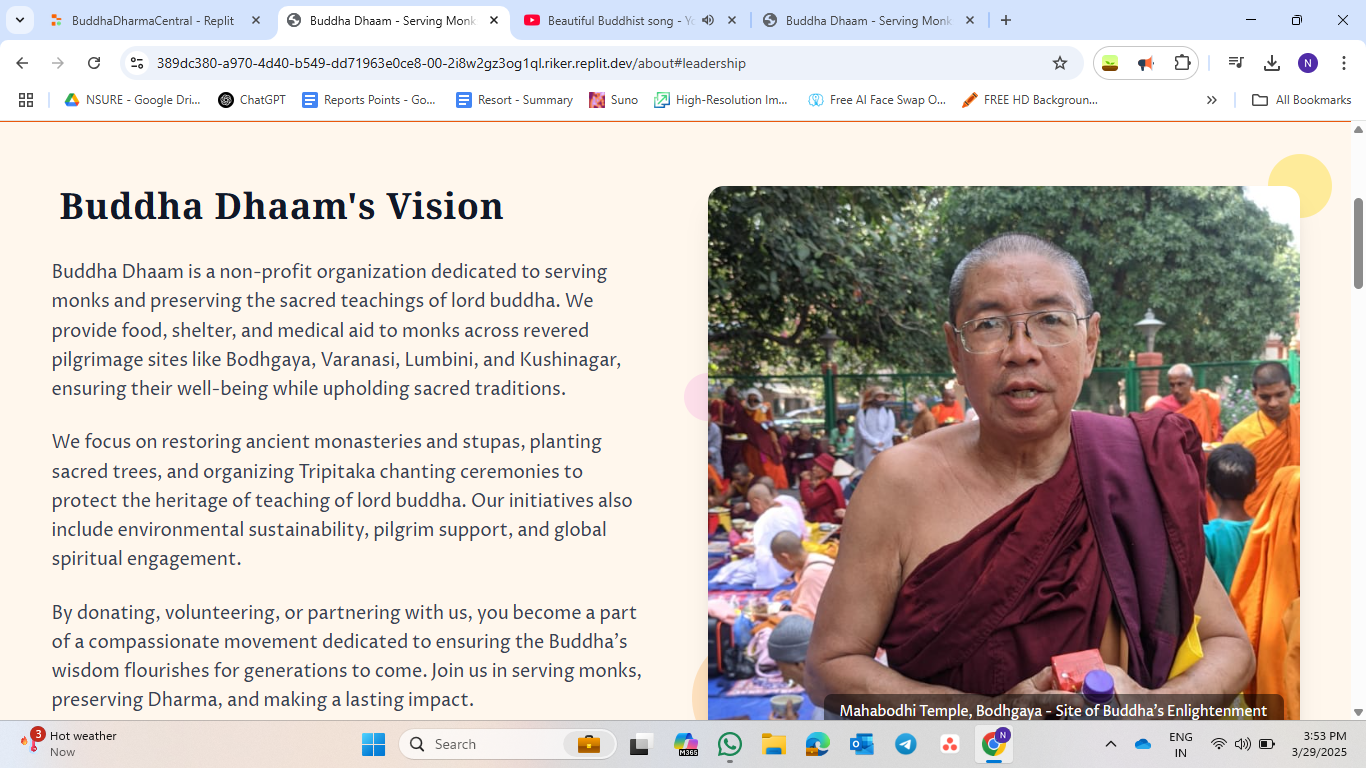 BuddhaDharmaCentral - Replit
Buddha Dhaam - Serving Monk
Beautiful Buddhist song - Yo
Buddha Dhaam - Serving Monk
389dc380-a970-4d40-b549-dd71963e0ce8-00-2i8w2gz3og1ql.riker.replit.dev/about#leadership
N
NSURE - Google Dri...
ChatGPT
Reports Points - Go...
Resort - Summary
Suno
High-Resolution Im...
Free AI Face Swap O...
FREE HD Backgroun...
All Bookmarks
Buddha Dhaam's Vision
Buddha Dhaam is a non-profit organization dedicated to serving
monks and preserving the sacred teachings of lord buddha. We
provide food, shelter, and medical aid to monks across revered
pilgrimage sites like Bodhgaya, Varanasi, Lumbini, and Kushinagar,
ensuring their well-being while upholding sacred traditions.
We focus on restoring ancient monasteries and stupas, planting
sacred trees, and organizing Tripitaka chanting ceremonies to
protect the heritage of teaching of lord buddha. Our initiatives also
include environmental sustainability, pilgrim support, and global
spiritual engagement.
By donating, volunteering, or partnering with us, you become a part
of a compassionate movement dedicated to ensuring the Buddha’s
wisdom flourishes for generations to come. Join us in serving monks,
preserving Dharma, and making a lasting impact.
Mahabodhi Temple, Bodhgaya - Site of Buddha’s Enlightenment
3
Hot weather
Now
Search
M365
N
ENG
IN
3:53 PM
3/29/2025